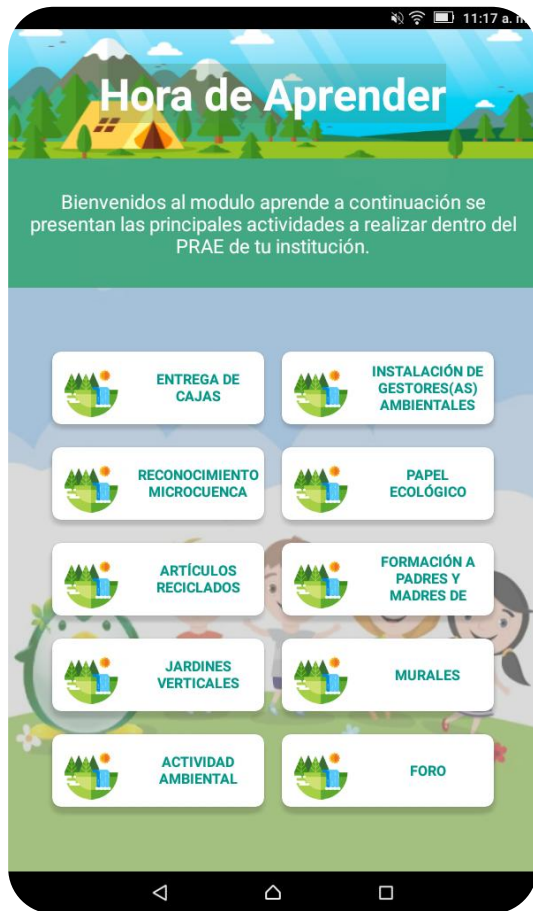 11:17 a. m
Hora de Aprender
Bienvenidos al modulo aprende a continuación se
presentan las principales actividades a realizar dentro del
PRAE de tu institución.
ENTREGA DE
CAJAS
INSTALACIÓN DE
GESTORES(AS)
AMBIENTALES
RECONOCIMIENTO
MICROCUENCA
PAPEL
ECOLÓGICO
ARTÍCULOS
RECICLADOS
FORMACIÓN A
PADRES Y
MADRES DE
JARDINES
VERTICALES
MURALES
ACTIVIDAD
AMBIENTAL
FORO